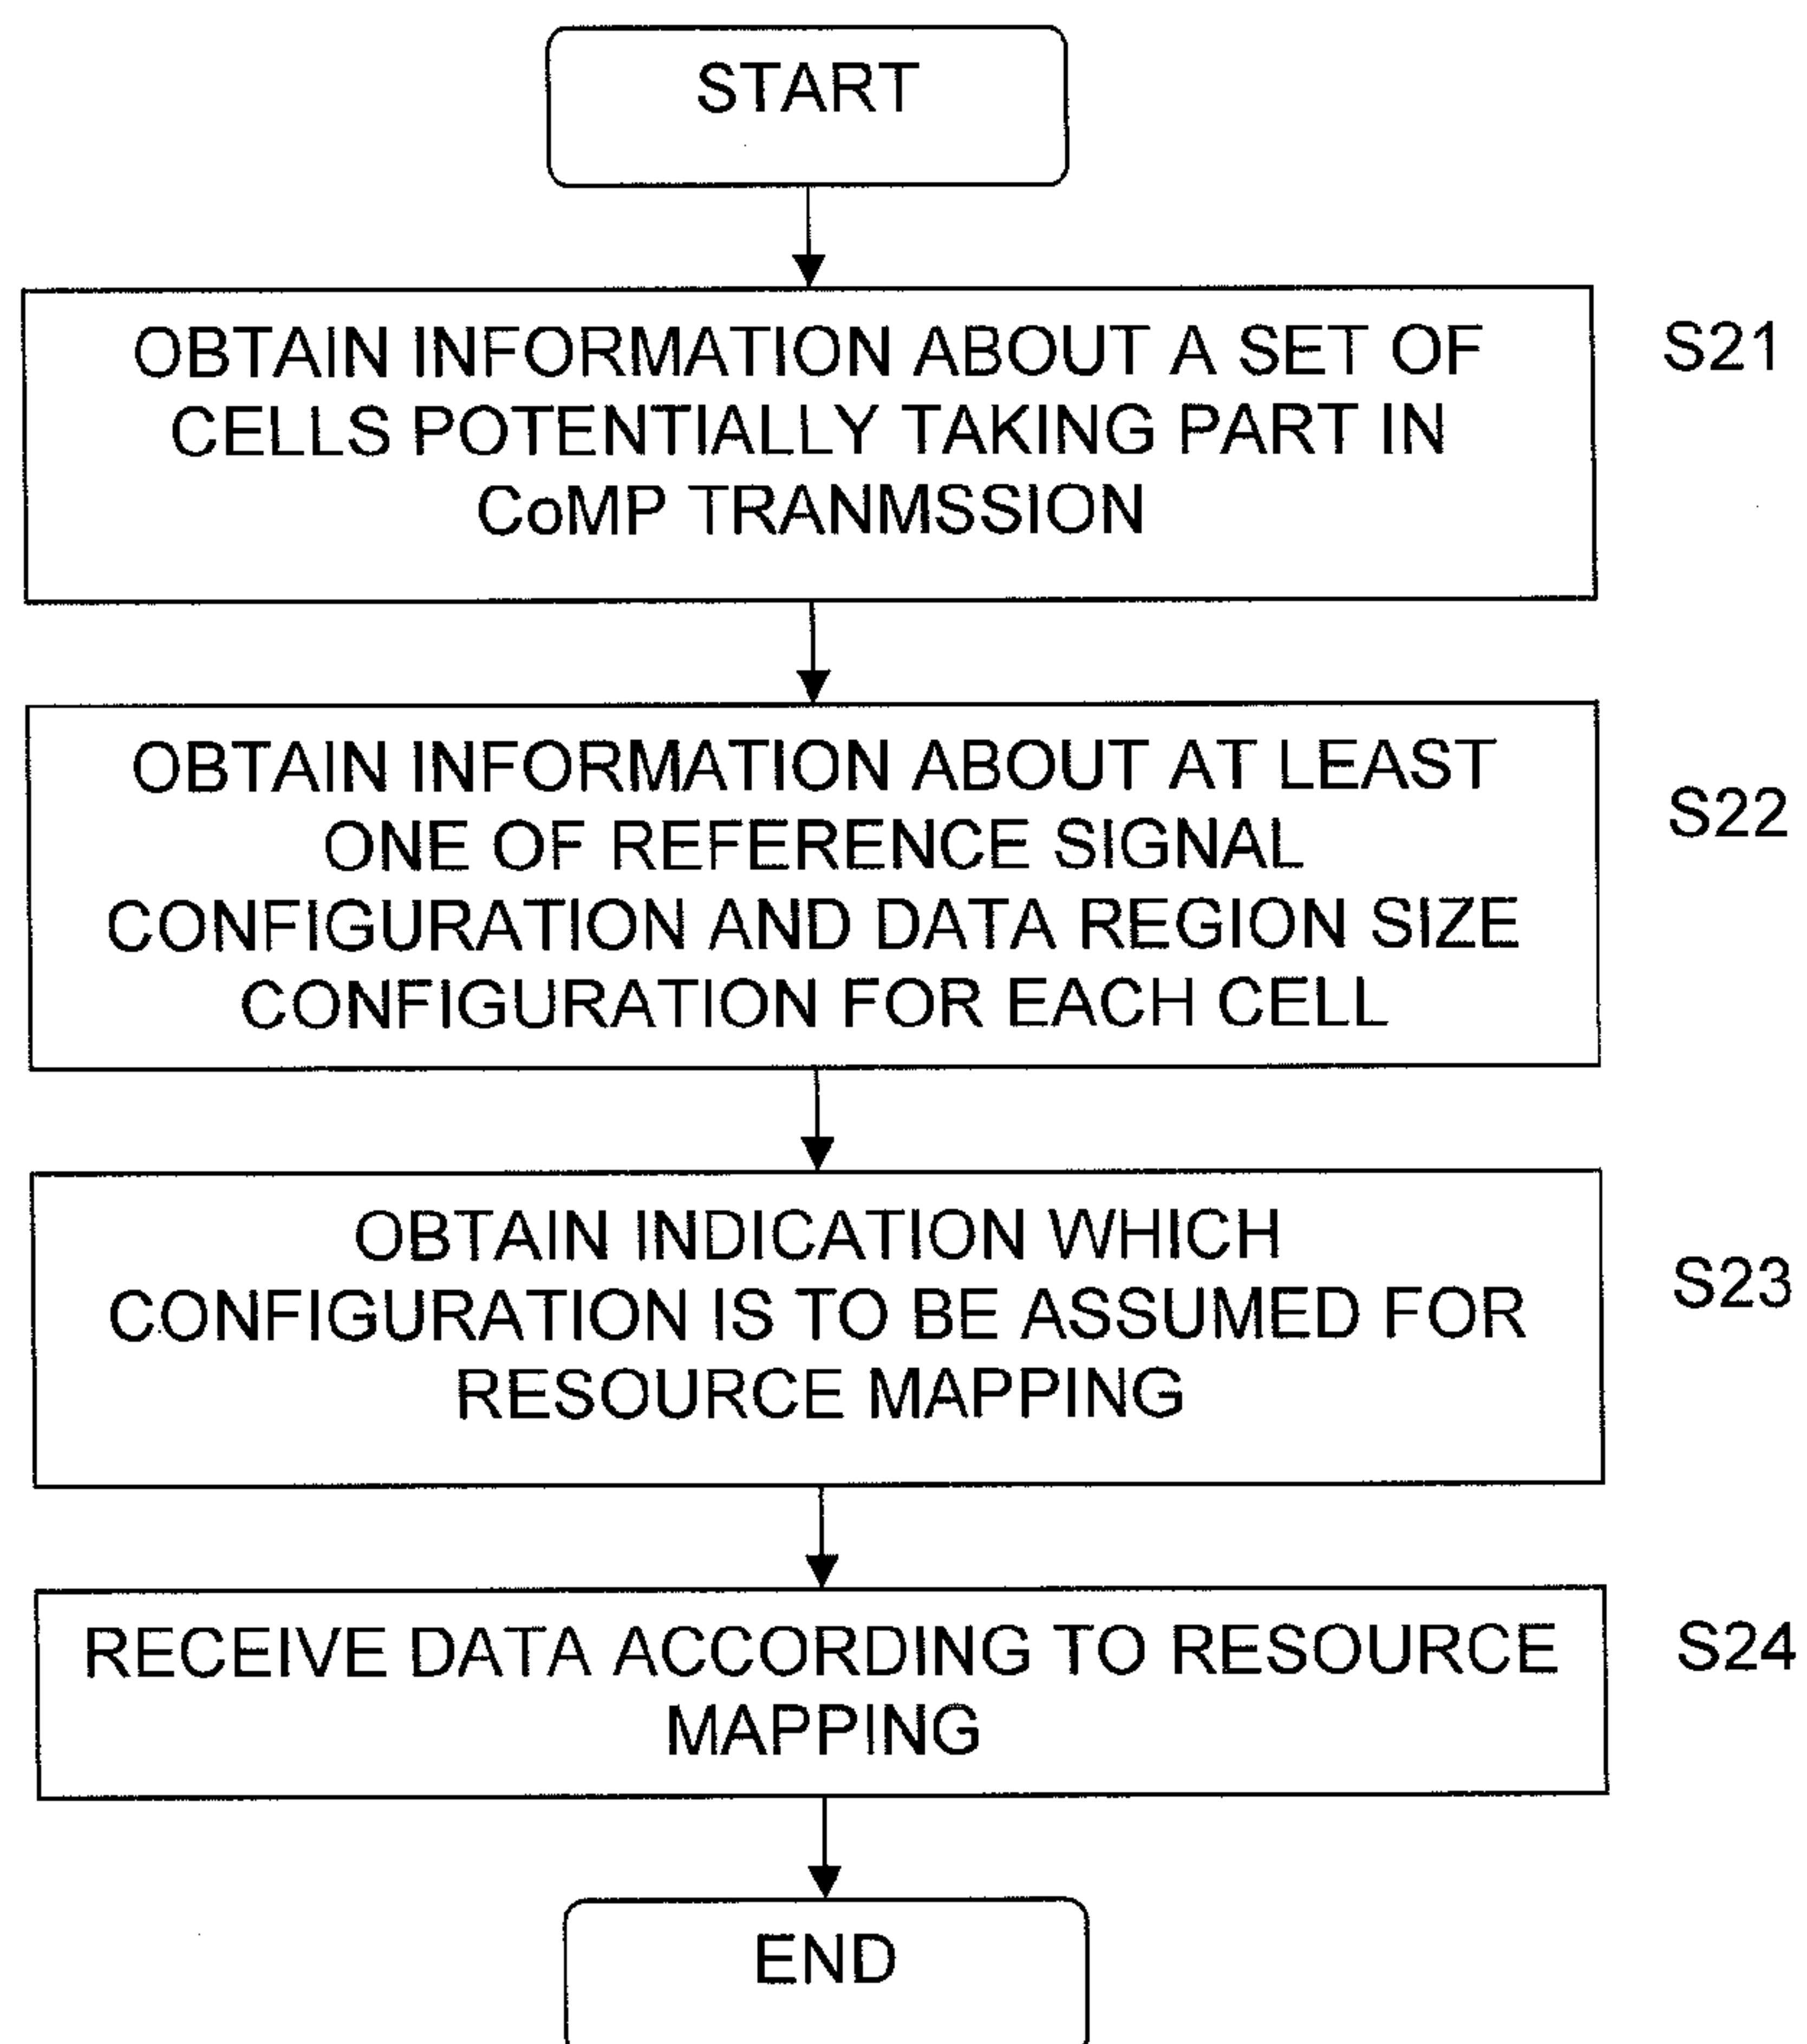 START
OBTAIN INFORMATION ABOUT A SET OF
CELLS POTENTIALLY TAKING PART IN
CoMP TRANMSSION
S21
OBTAIN INFORMATION ABOUT AT LEAST
ONE OF REFERENCE SIGNAL
CONFIGURATION AND DATA REGION SIZE
CONFIGURATION FOR EACH CELL
S22
OBTAIN INDICATION WHICH
CONFIGURATION IS TO BE ASSUMED FOR
RESOURCE MAPPING
S23
RECEIVE DATA ACCORDING TO RESOURCE
MAPPING
S24
END